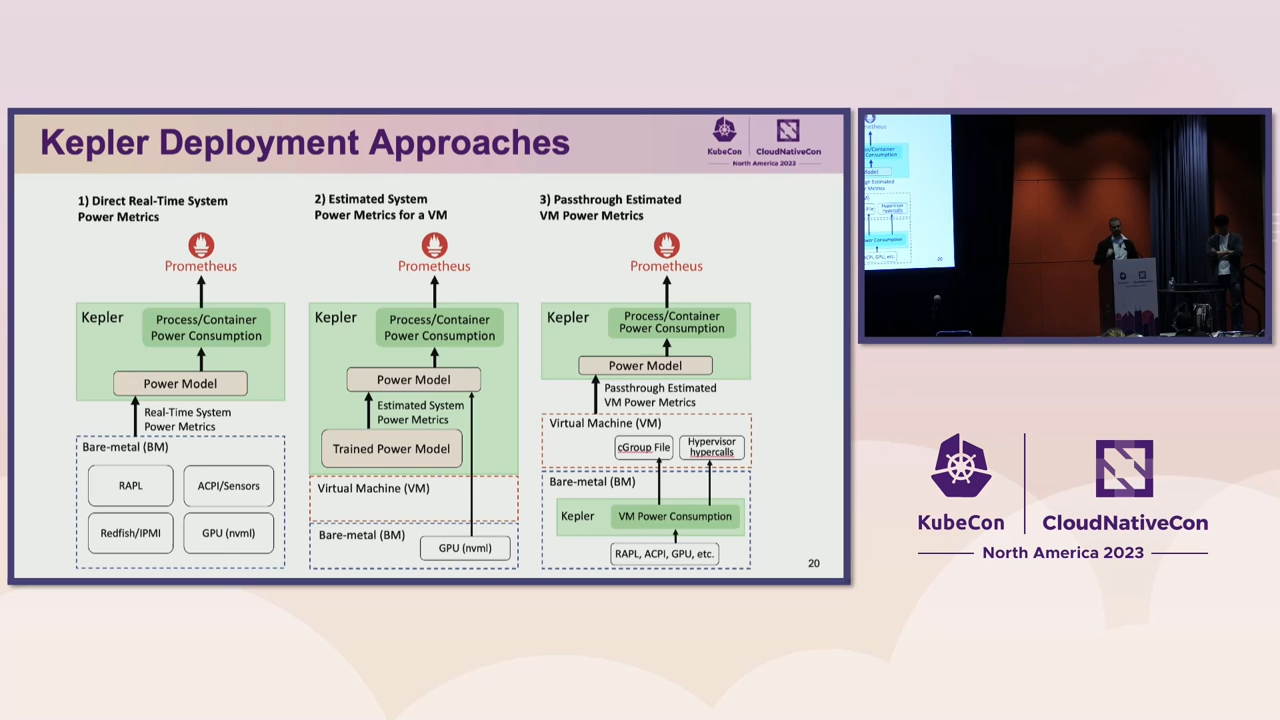 Kepler Deployment Approaches
KubeCon
CloudNativeCon
North America 2023
1) Direct Real-Time System
Power Metrics
Prometheus
Kepler
Process/Container
Power Consumption
Power Model
Real-Time System
Power Metrics
Bare-metal (BM)
RAPL
ACPI/Sensors
Redfish/IPMI
GPU (nvml)
2) Estimated System
Power Metrics for a VM
Prometheus
Kepler
Process/Container
Power Consumption
Power Model
Estimated System
Power Metrics
Trained Power Model
Virtual Machine (VM)
Bare-metal (BM)
GPU (nvml)
3) Passthrough Estimated
VM Power Metrics
Prometheus
Kepler
Process/Container
Power Consumption
Power Model
Passthrough Estimated
VM Power Metrics
Virtual Machine (VM)
cGroup File
Hypervisor
hypercalls
Bare-metal (BM)
Kepler
VM Power Consumption
RAPL, ACPI, GPU, etc.
20
KubeCon
CloudNativeCon
North America 2023